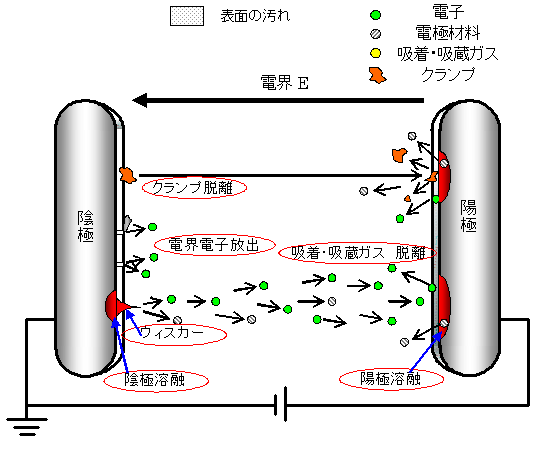 表面の汚れ
電子
電極材料
吸着・吸蔵ガス
クランプ
電界 E
陰極
陽極
クランプ脱離
電界電子放出
吸着・吸蔵ガス 脱離
ウィスカー
陰極溶融
陽極溶融